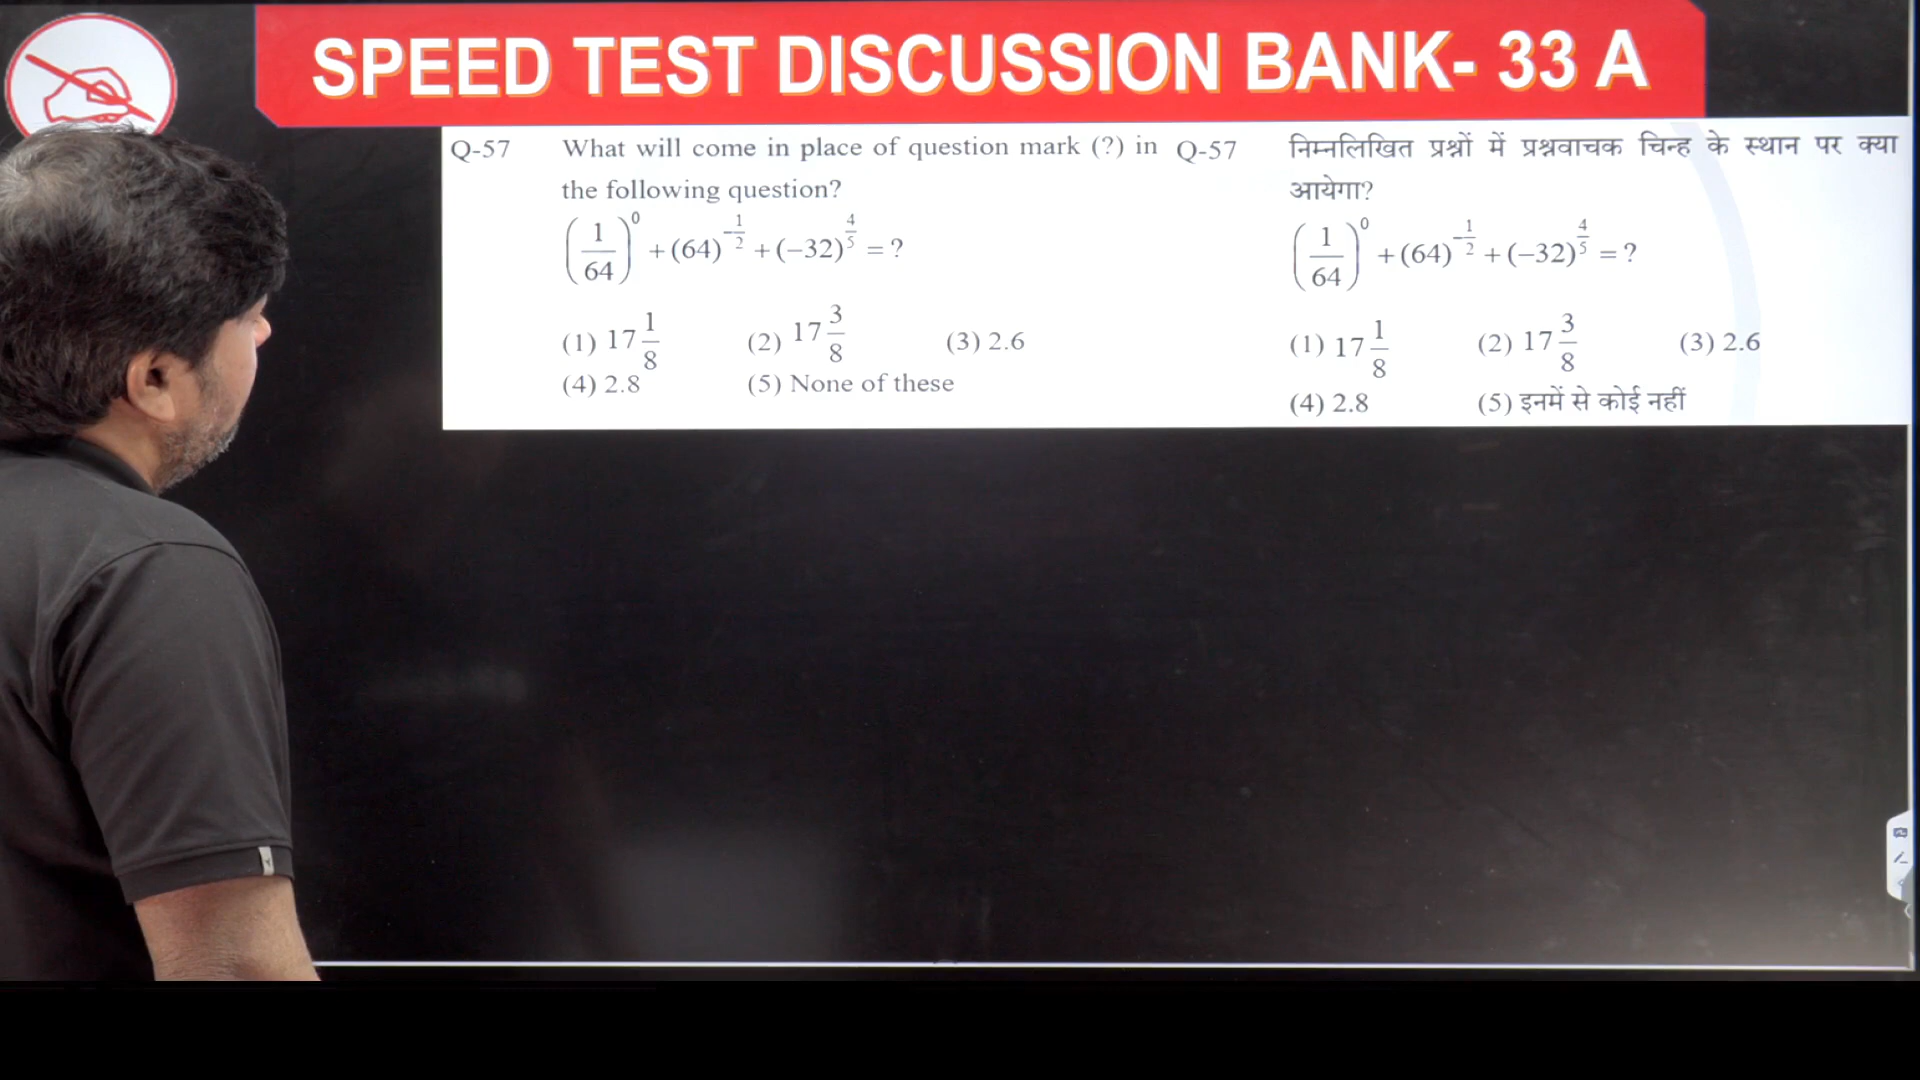 SPEED TEST DISCUSSION BANK- 33 A
Q-57 What will come in place of question mark (?) in
the following question?
(1/64)^0 + (64)^(-1/2) + (−32)^(4/5) = ?
(1) 17 1/8 (2) 17 3/8 (3) 2.6
(4) 2.8 (5) None of these
Q-57 निम्नलिखित प्रश्नों में प्रश्नवाचक चिन्ह के स्थान पर क्या
आयेगा?
(1/64)^0 + (64)^(-1/2) + (−32)^(4/5) = ?
(1) 17 1/8 (2) 17 3/8 (3) 2.6
(4) 2.8 (5) इनमें से कोई नहीं